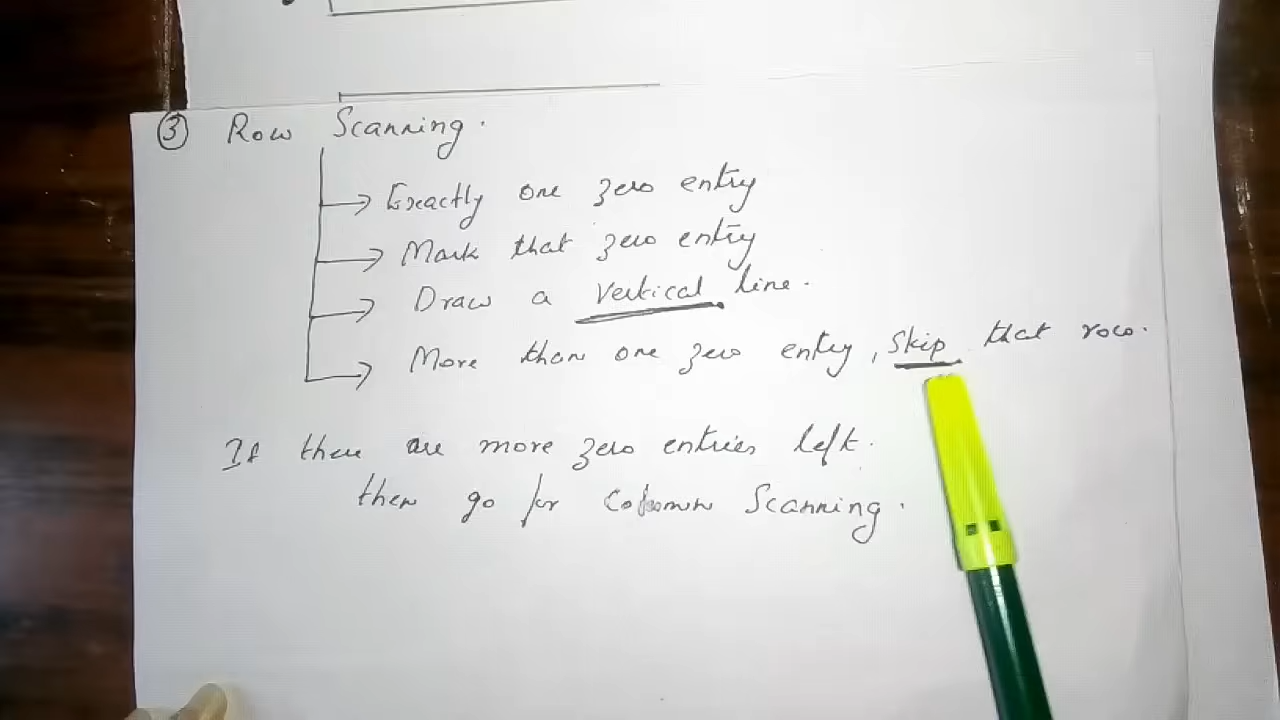 ③ Row Scanning.
→ Exactly one zero entry
→ Mark that zero entry
→ Draw a vertical line.
→ More than one zero entry, skip that row.
If there are more zero entries left.
then go for Column Scanning.